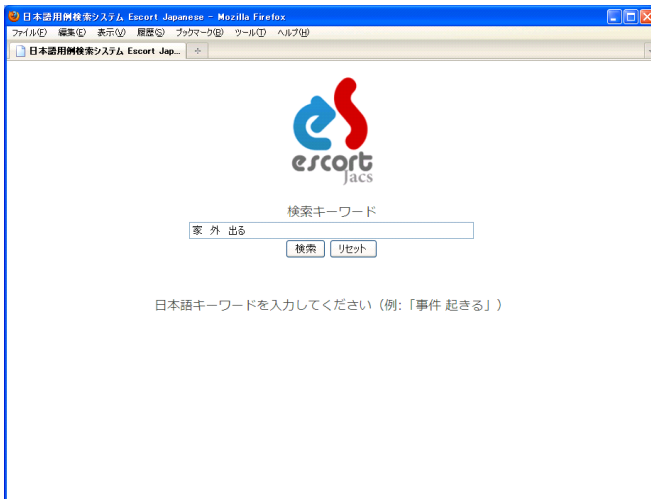 日本語用例検索システム Escort Japanese - Mozilla Firefox
ファイル(F) 編集(E) 表示(V) 履歴(S) ブックマーク(B) ツール(T) ヘルプ(H)
日本語用例検索システム Escort Jap...
escort
Jacs
検索キーワード
家 外 出る
検索 リセット
日本語キーワードを入力してください（例:「事件 起きる」）